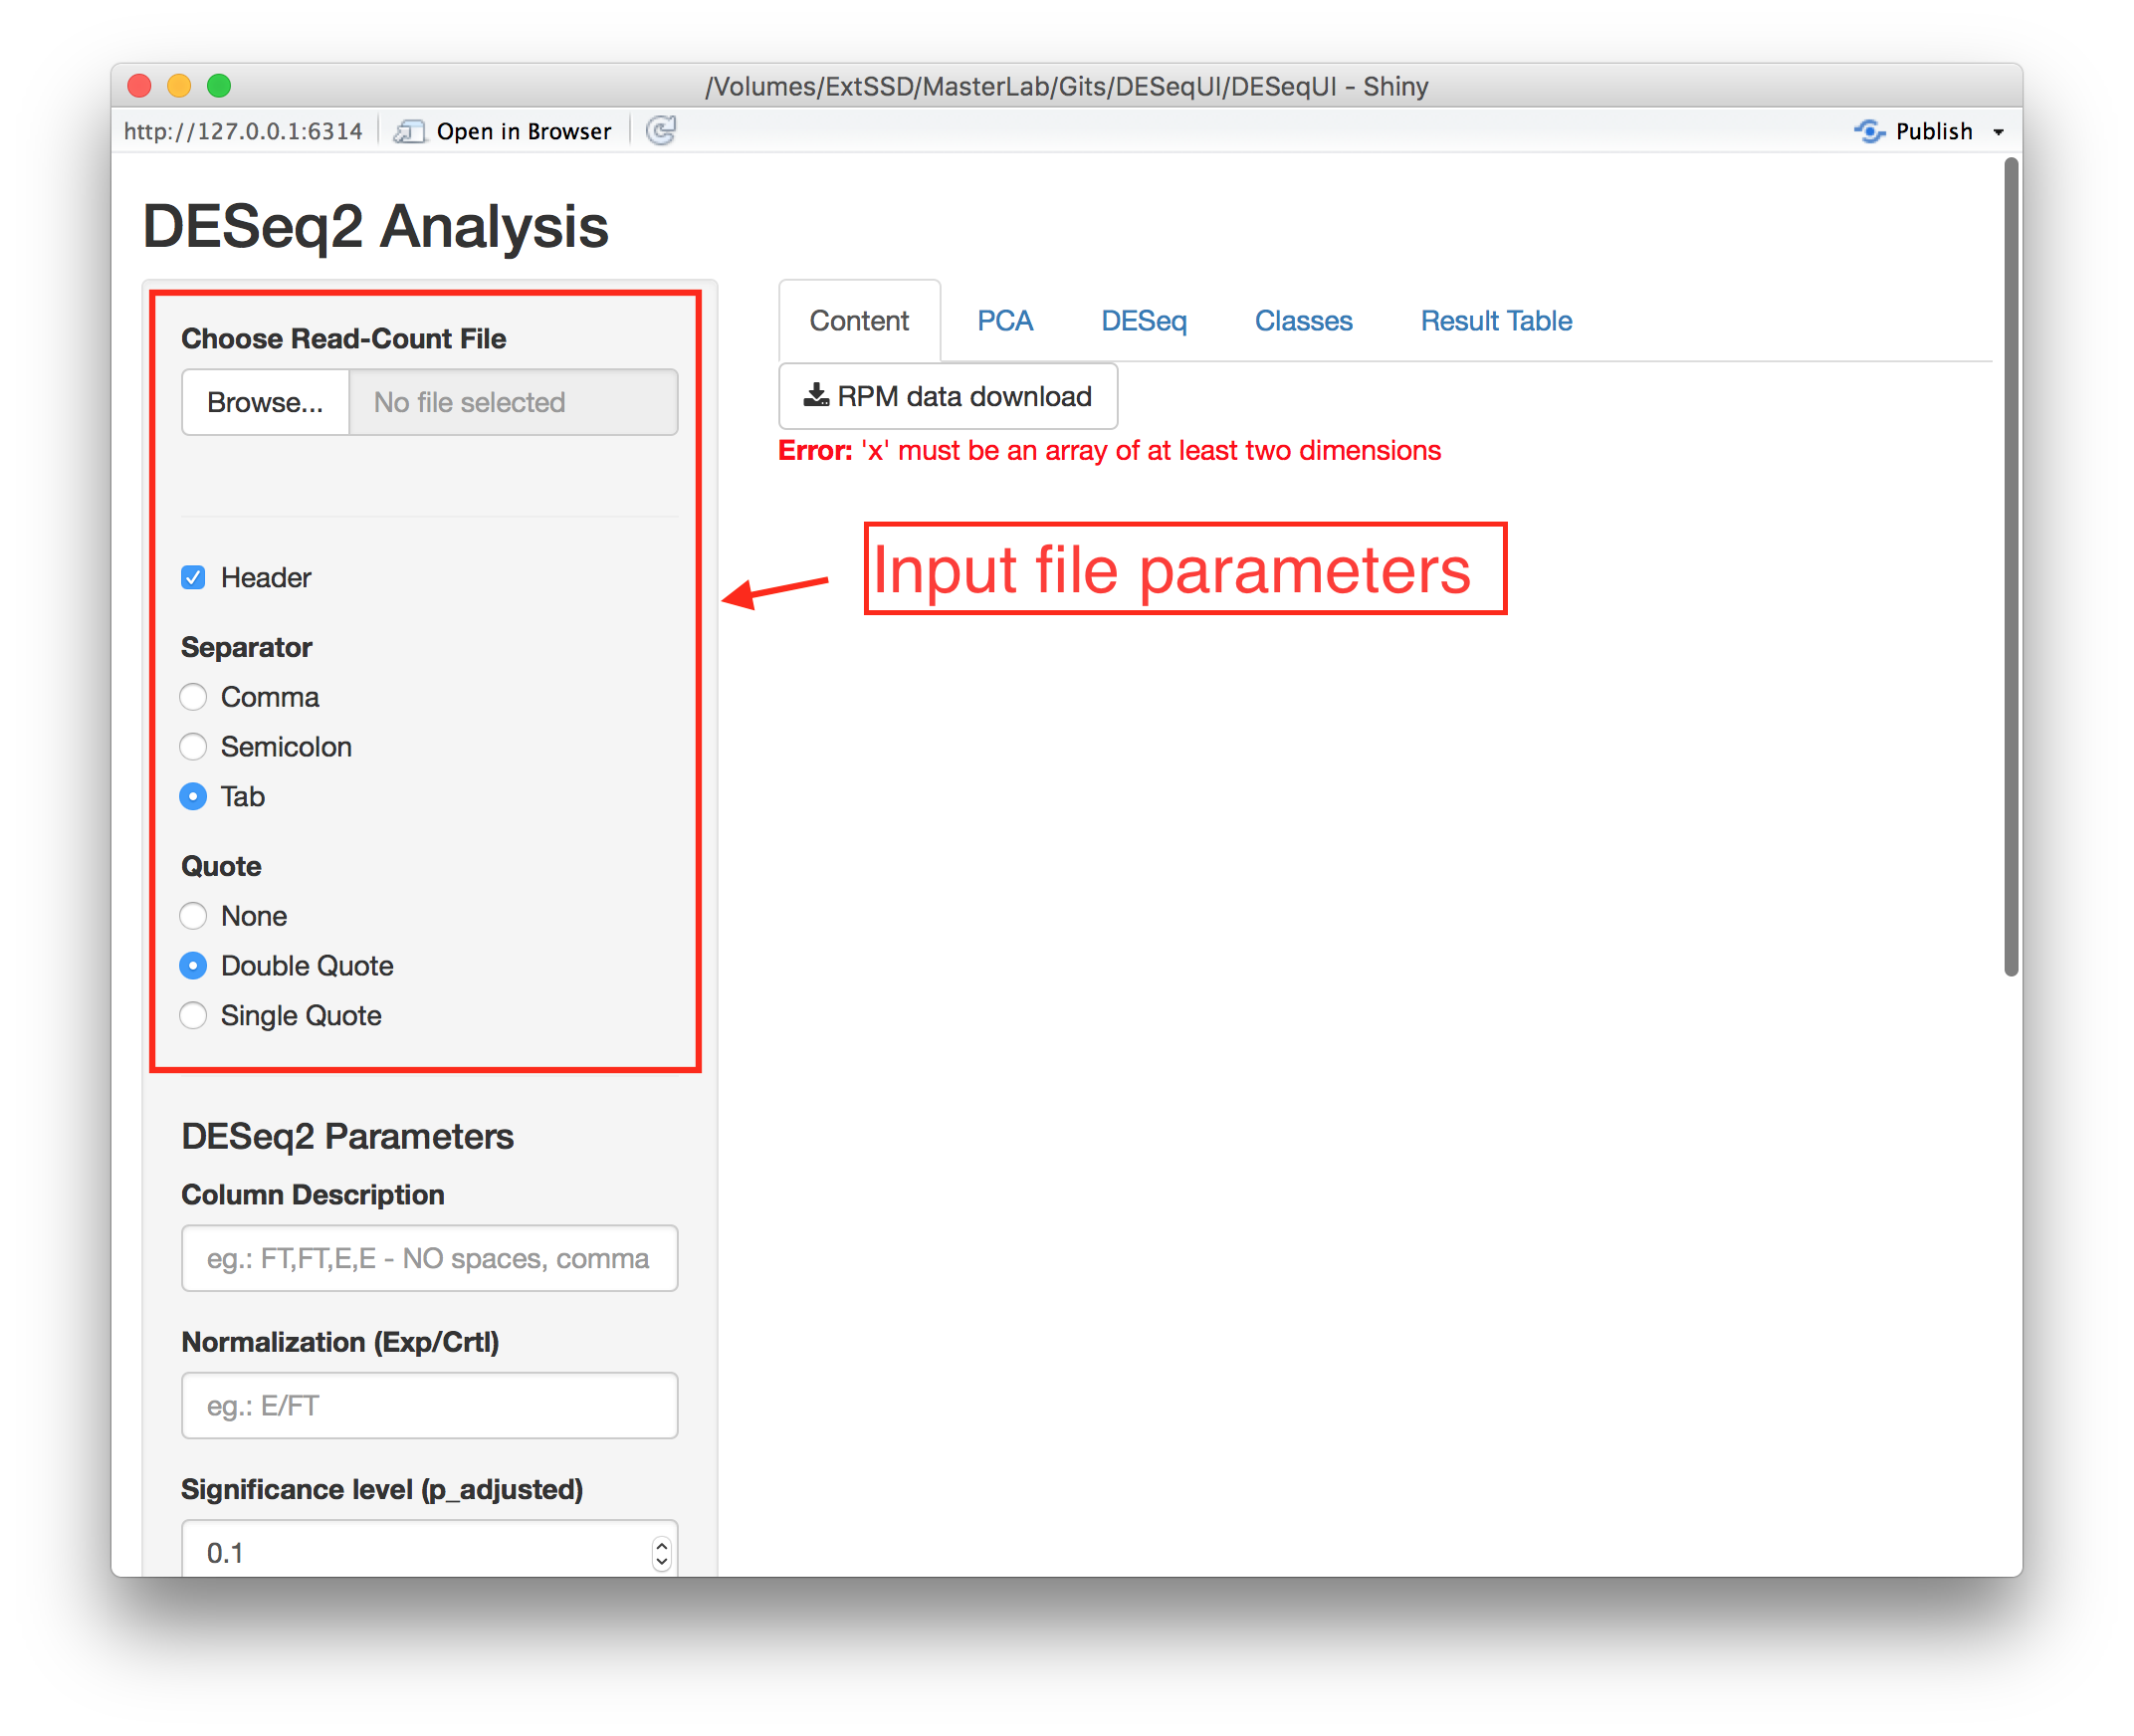 /Volumes/ExtSSD/MasterLab/Gits/DESeqUI/DESeqUI - Shiny
http://127.0.0.1:6314 Open in Browser Publish
DESeq2 Analysis
Choose Read-Count File
Browse... No file selected
Header
Separator
Comma
Semicolon
Tab
Quote
None
Double Quote
Single Quote
DESeq2 Parameters
Column Description
eg.: FT,FT,E,E - NO spaces, comma
Normalization (Exp/Crtl)
eg.: E/FT
Significance level (p_adjusted)
0.1
Content PCA DESeq Classes Result Table
RPM data download
Error: 'x' must be an array of at least two dimensions
Input file parameters